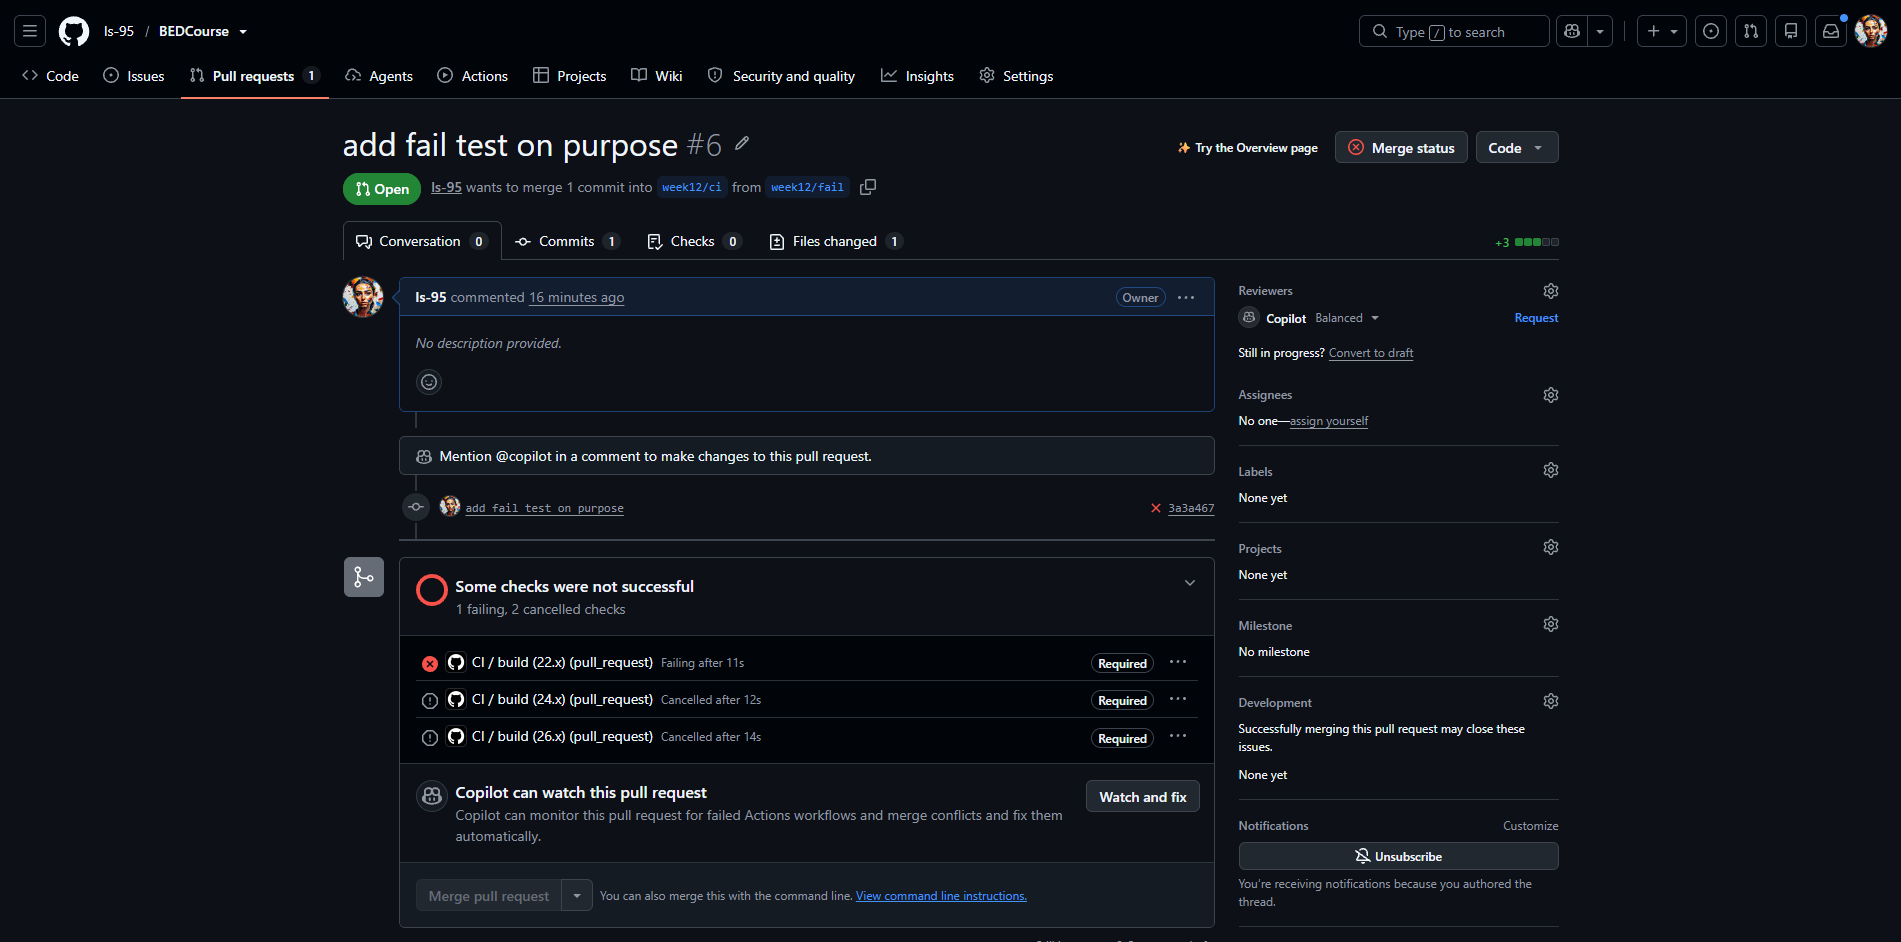 ls-95 / BEDCourse
Type / to search
Code
Issues
Pull requests 1
Agents
Actions
Projects
Wiki
Security and quality
Insights
Settings
add fail test on purpose #6
Try the Overview page
Merge status
Code
Open
ls-95 wants to merge 1 commit into week12/ci from week12/fail
Conversation 0
Commits 1
Checks 0
Files changed 1
+3
ls-95 commented 16 minutes ago
Owner
No description provided.
Mention @copilot in a comment to make changes to this pull request.
add fail test on purpose
3a3a467
Some checks were not successful
1 failing, 2 cancelled checks
CI / build (22.x) (pull_request) Failing after 11s
Required
CI / build (24.x) (pull_request) Cancelled after 12s
Required
CI / build (26.x) (pull_request) Cancelled after 14s
Required
Copilot can watch this pull request
Copilot can monitor this pull request for failed Actions workflows and merge conflicts and fix them
automatically.
Watch and fix
Merge pull request
You can also merge this with the command line. View command line instructions.
Reviewers
Copilot Balanced
Request
Still in progress? Convert to draft
Assignees
No one—assign yourself
Labels
None yet
Projects
None yet
Milestone
No milestone
Development
Successfully merging this pull request may close these
issues.
None yet
Notifications
Customize
Unsubscribe
You're receiving notifications because you authored the
thread.